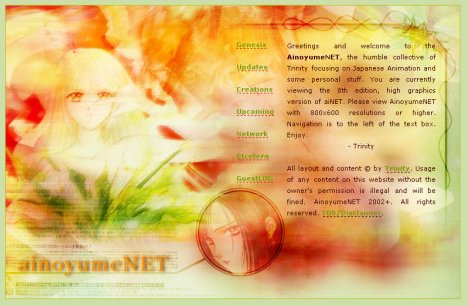 Genesis
Updates
Creations
Upcoming
Network
Etcetera
GuestLOG
Greetings and welcome to the
AinoyumeNET, the humble collective of
Trinity focusing on Japanese Animation and
some personal stuff. You are currently
viewing the 8th edition, high graphics
version of aiNET. Please view AinoyumeNET
with 800x600 resolutions or higher.
Navigation is to the left of the text box.
Enjoy.
- Trinity
All layout and content © by Trinity. Usage
of any content on this website without the
owner's permission is illegal and will be
fined. AinoyumeNET 2002+. All rights
reserved. TOS/Disclaimer.
ainoyumeNET